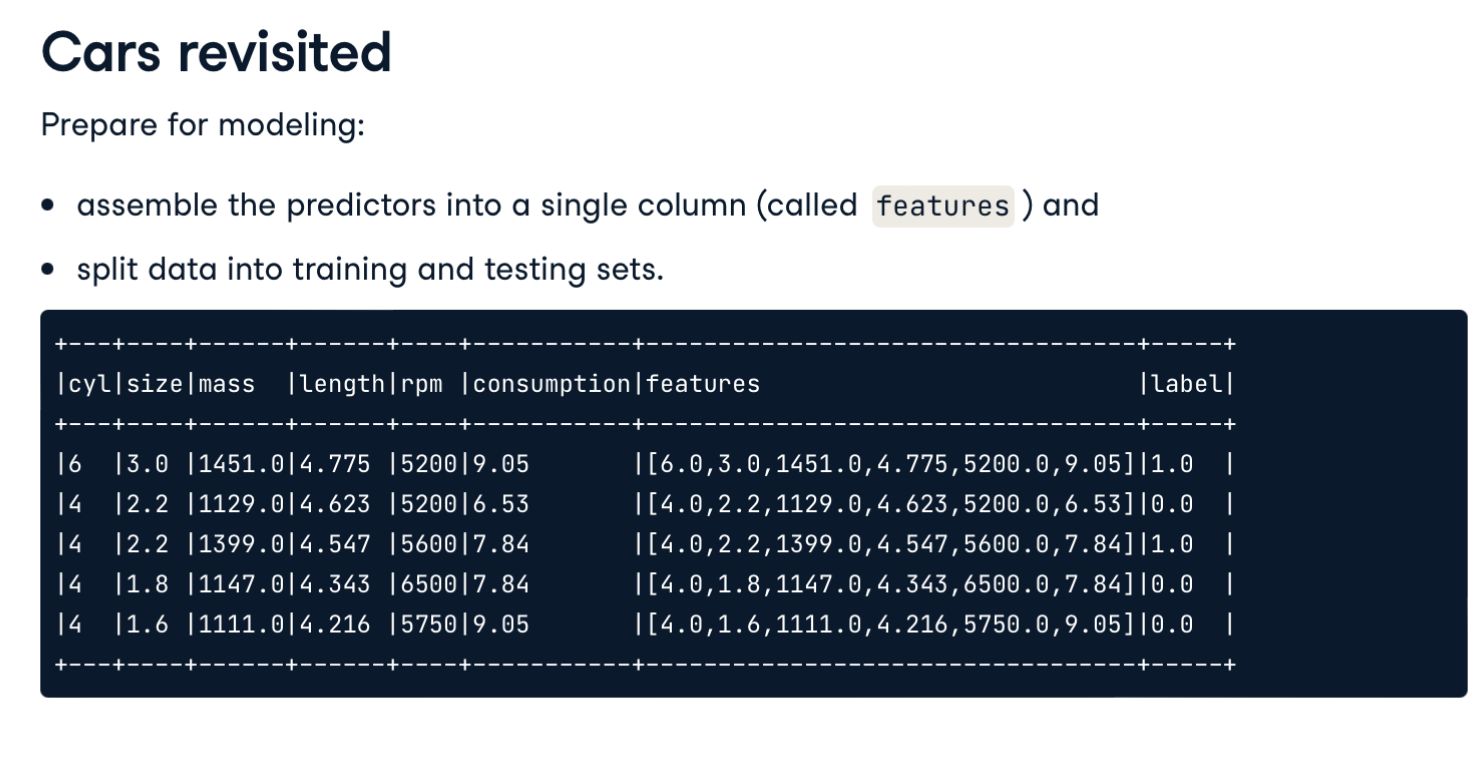 Cars revisited
Prepare for modeling:
• assemble the predictors into a single column (called features ) and
• split data into training and testing sets.
+---+----+------+------+----+-----------+----------------------------------+-----+
|cyl|size|mass  |length|rpm |consumption|features                          |label|
+---+----+------+------+----+-----------+----------------------------------+-----+
|6  |3.0 |1451.0|4.775 |5200|9.05       |[6.0,3.0,1451.0,4.775,5200.0,9.05]|1.0  |
|4  |2.2 |1129.0|4.623 |5200|6.53       |[4.0,2.2,1129.0,4.623,5200.0,6.53]|0.0  |
|4  |2.2 |1399.0|4.547 |5600|7.84       |[4.0,2.2,1399.0,4.547,5600.0,7.84]|1.0  |
|4  |1.8 |1147.0|4.343 |6500|7.84       |[4.0,1.8,1147.0,4.343,6500.0,7.84]|0.0  |
|4  |1.6 |1111.0|4.216 |5750|9.05       |[4.0,1.6,1111.0,4.216,5750.0,9.05]|0.0  |
+---+----+------+------+----+-----------+----------------------------------+-----+